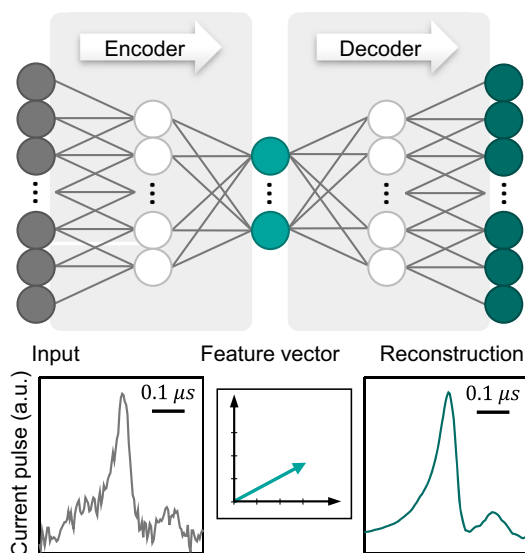 Encoder
Decoder
Input
Feature vector
Reconstruction
Current pulse (a.u.)
0.1 μs
0.1 μs